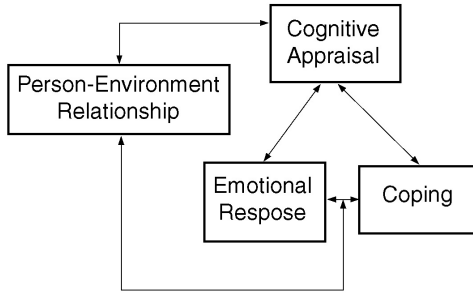 Cognitive
Appraisal
Person-Environment
Relationship
Emotional
Respose
Coping